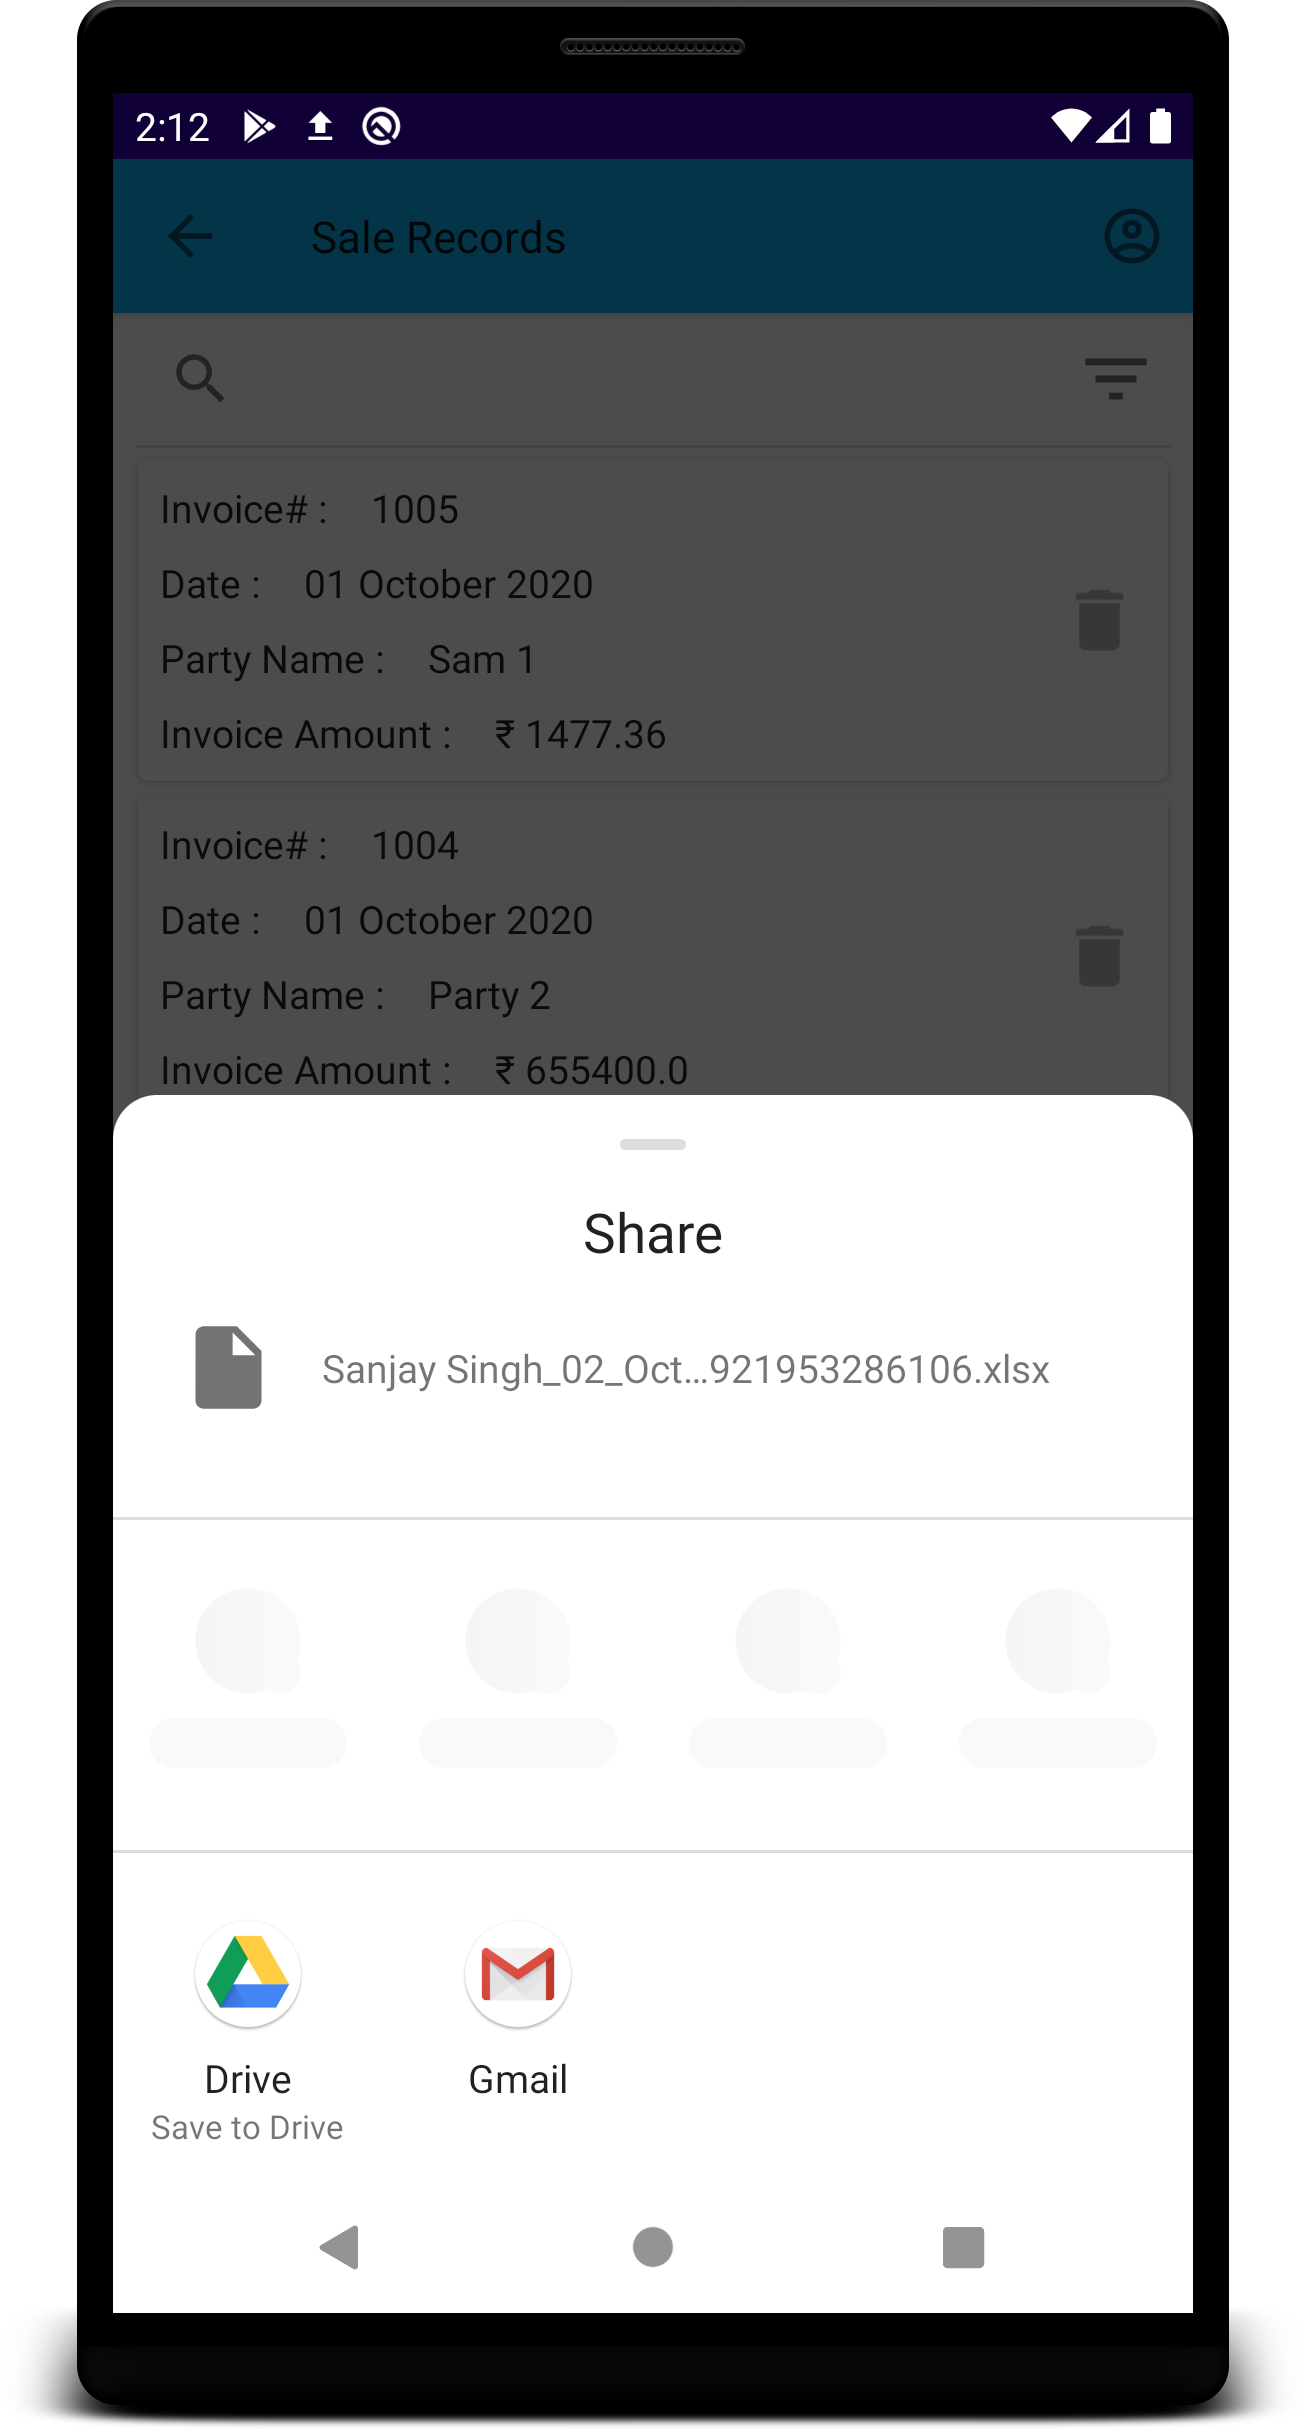 2:12
Sale Records
Invoice# : 1005
Date : 01 October 2020
Party Name : Sam 1
Invoice Amount : ₹ 1477.36
Invoice# : 1004
Date : 01 October 2020
Party Name : Party 2
Invoice Amount : ₹ 655400.0
Share
Sanjay Singh_02_Oct...921953286106.xlsx
Drive
Gmail
Save to Drive